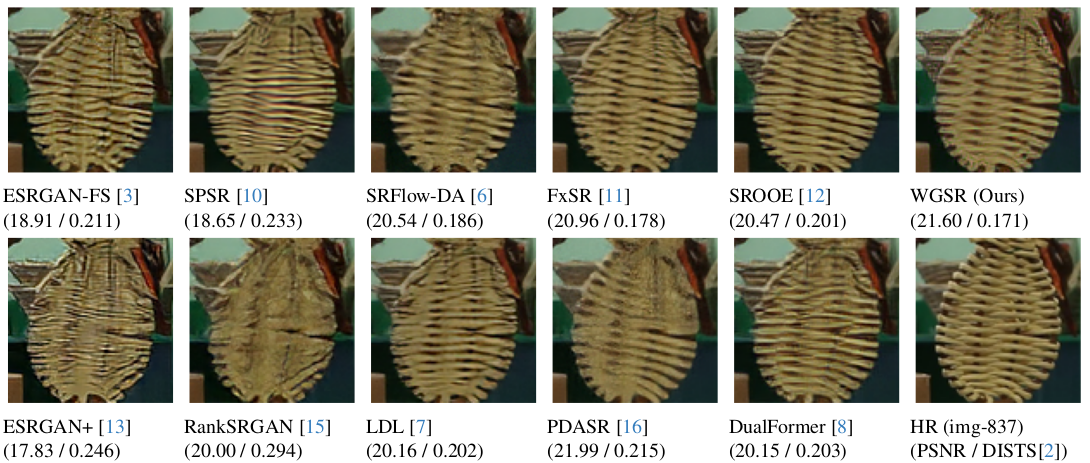 ESRGAN-FS [3] SPSR [10] SRFlow-DA [6] FxSR [11] SROOE [12] WGSR (Ours)
(18.91 / 0.211) (18.65 / 0.233) (20.54 / 0.186) (20.96 / 0.178) (20.47 / 0.201) (21.60 / 0.171)
ESRGAN+ [13] RankSRGAN [15] LDL [7] PDASR [16] DualFormer [8] HR (img-837)
(17.83 / 0.246) (20.00 / 0.294) (20.16 / 0.202) (21.99 / 0.215) (20.15 / 0.203) (PSNR / DISTS[2])